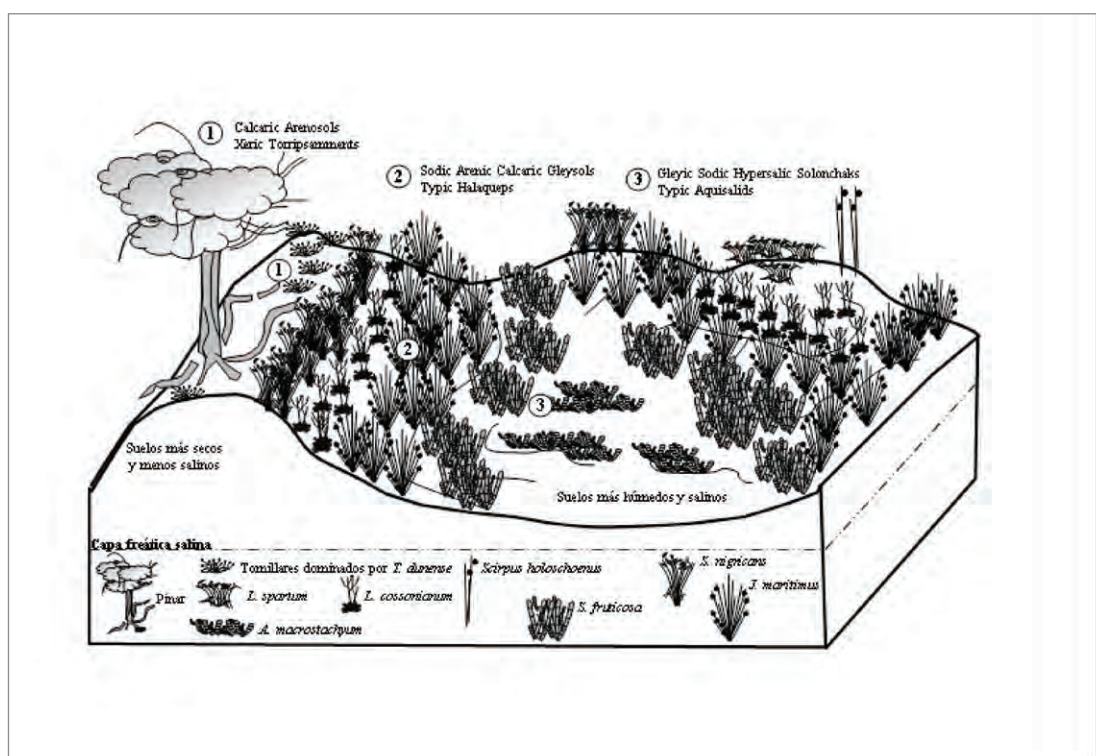 1
Calcaric Arenosols
Xeric Torripsamments
2
Sodic Arenic Calcaric Gleysols
Typic Halaqueps
3
Gleyic Sodic Hypersalic Solonchaks
Typic Aquisalids
1
2
3
Suelos más secos
y menos salinos
Suelos más húmedos y salinos
Capa freática salina
Pinar
Tomillares dominados por T. dunense
L. spartum
L. cossonianum
A. macrostachyum
Scirpus holoschoenus
S. fruticosa
S. nigricans
J. maritimus